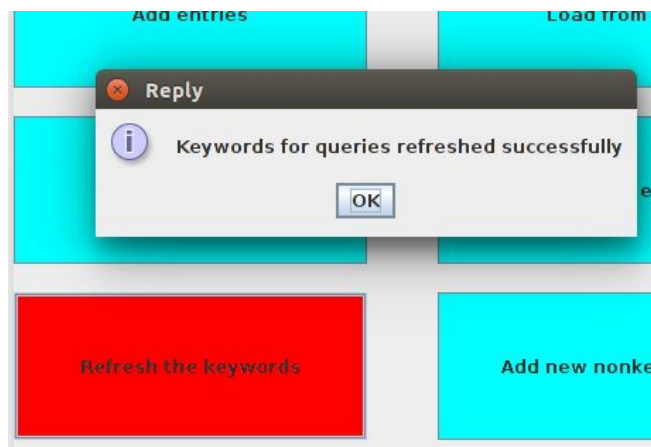 Add entries
Load from
Reply
Keywords for queries refreshed successfully
OK
Refresh the keywords
Add new nonke